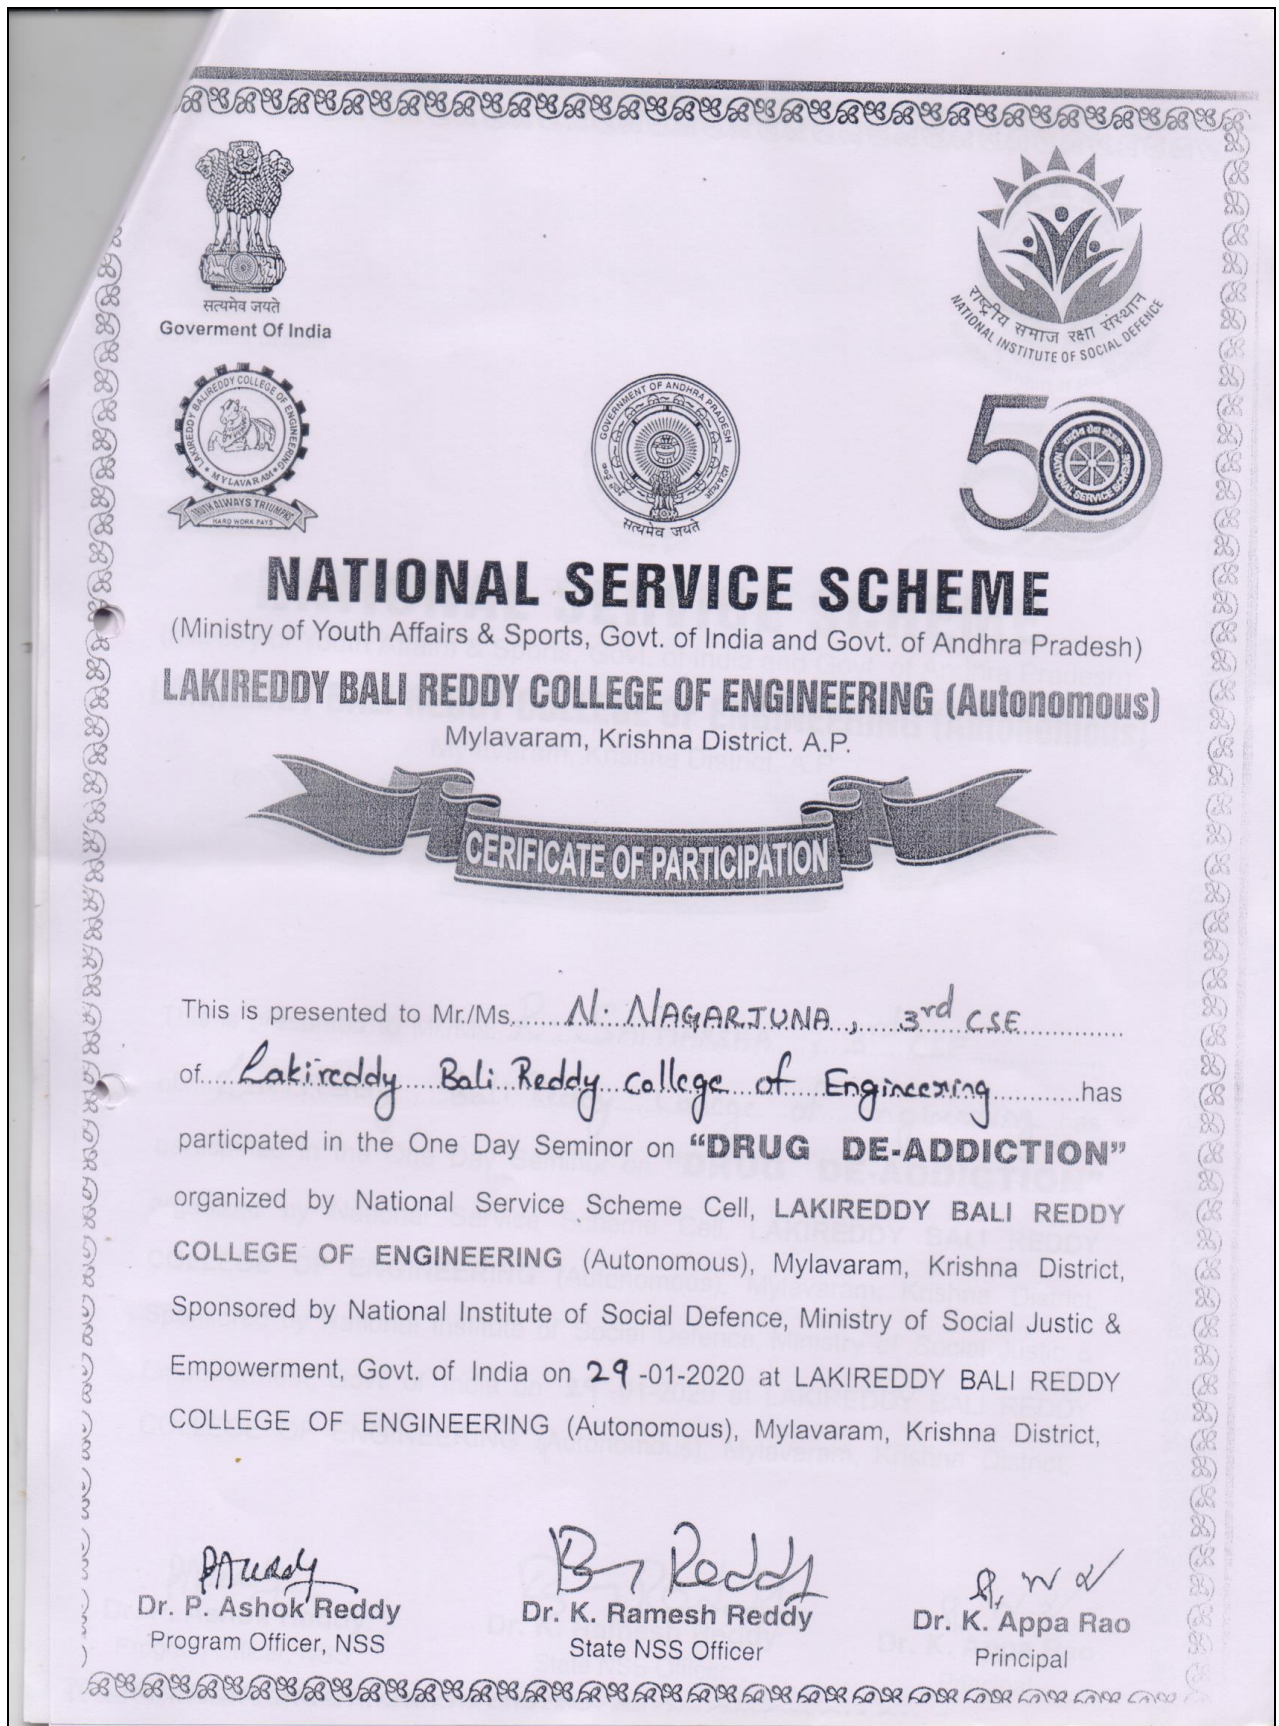 सत्यमेव जयते
Goverment Of India
राष्ट्रीय समाज रक्षा संस्थान
NATIONAL INSTITUTE OF SOCIAL DEFENCE
LAKIREDDY BALIREDDY COLLEGE OF ENGINEERING
* MYLAVARAM *
TRUTH ALWAYS TRIUMPHS
HARD WORK PAYS
GOVERNMENT OF ANDHRA PRADESH
सत्यमेव जयते
50
NATIONAL SERVICE SCHEME
NATIONAL SERVICE SCHEME
(Ministry of Youth Affairs & Sports, Govt. of India and Govt. of Andhra Pradesh)
LAKIREDDY BALI REDDY COLLEGE OF ENGINEERING (Autonomous)
Mylavaram, Krishna District. A.P.
CERIFICATE OF PARTICIPATION
This is presented to Mr./Ms. N. NAGARJUNA, 3rd CSE
of Lakireddy Bali Reddy College of Engineering has
particpated in the One Day Seminor on “DRUG DE-ADDICTION”
organized by National Service Scheme Cell, LAKIREDDY BALI REDDY
COLLEGE OF ENGINEERING (Autonomous), Mylavaram, Krishna District,
Sponsored by National Institute of Social Defence, Ministry of Social Justic &
Empowerment, Govt. of India on 29-01-2020 at LAKIREDDY BALI REDDY
COLLEGE OF ENGINEERING (Autonomous), Mylavaram, Krishna District,
Dr. P. Ashok Reddy
Program Officer, NSS
Dr. K. Ramesh Reddy
State NSS Officer
Dr. K. Appa Rao
Principal